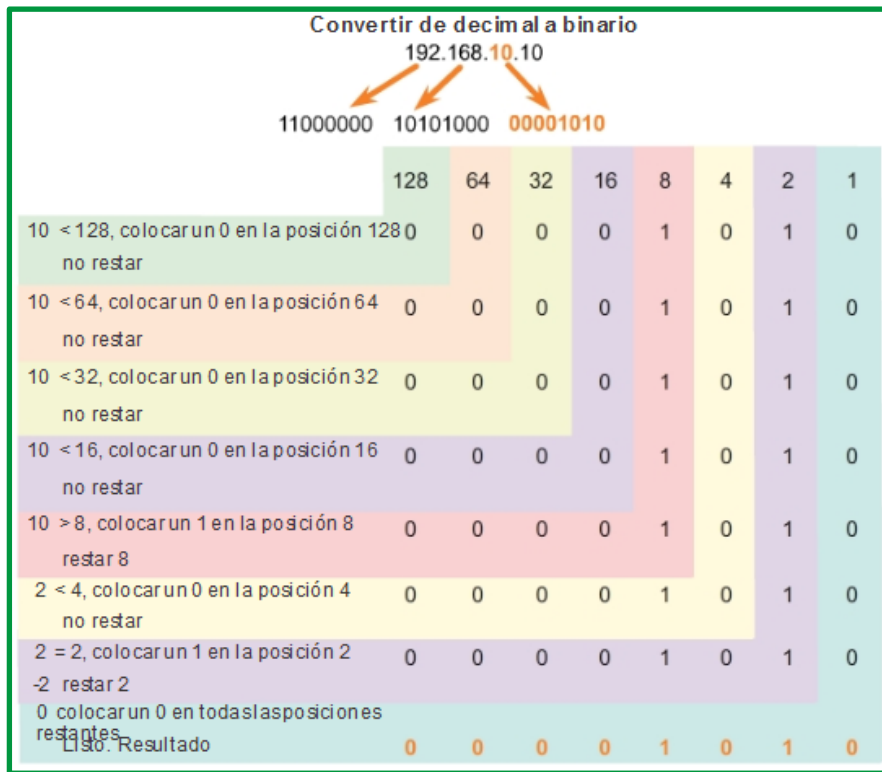 Convertir de decimal a binario
192.168.10.10
11000000 10101000 00001010
128 64 32 16 8 4 2 1
10 < 128, colocar un 0 en la posición 128 0 0 0 0 1 0 1 0
no restar
10 < 64, colocar un 0 en la posición 64 0 0 0 0 1 0 1 0
no restar
10 < 32, colocar un 0 en la posición 32 0 0 0 0 1 0 1 0
no restar
10 < 16, colocar un 0 en la posición 16 0 0 0 0 1 0 1 0
no restar
10 > 8, colocar un 1 en la posición 8 0 0 0 0 1 0 1 0
restar 8
2 < 4, colocar un 0 en la posición 4 0 0 0 0 1 0 1 0
no restar
2 = 2, colocar un 1 en la posición 2 0 0 0 0 1 0 1 0
-2 restar 2
0 colocar un 0 en todas las posiciones
restantes
Listo. Resultado 0 0 0 0 1 0 1 0